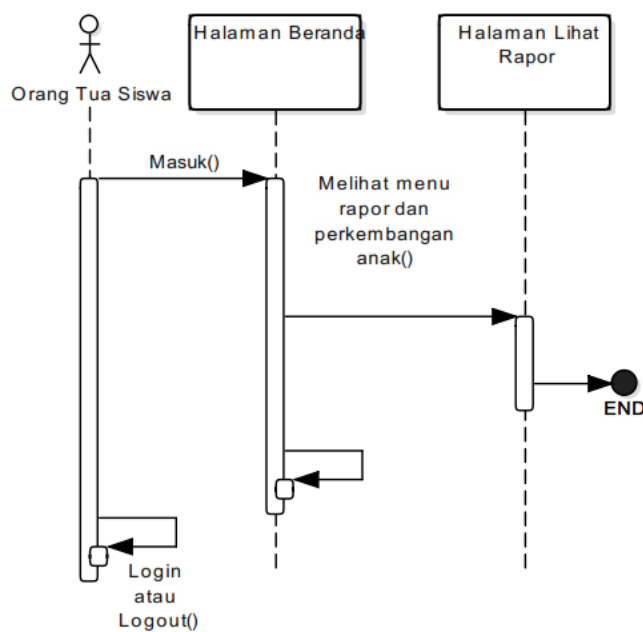 Halaman Beranda
Halaman Lihat
Rapor
Orang Tua Siswa
Masuk()
Melihat menu
rapor dan
perkembangan
anak()
END
Login
atau
Logout()